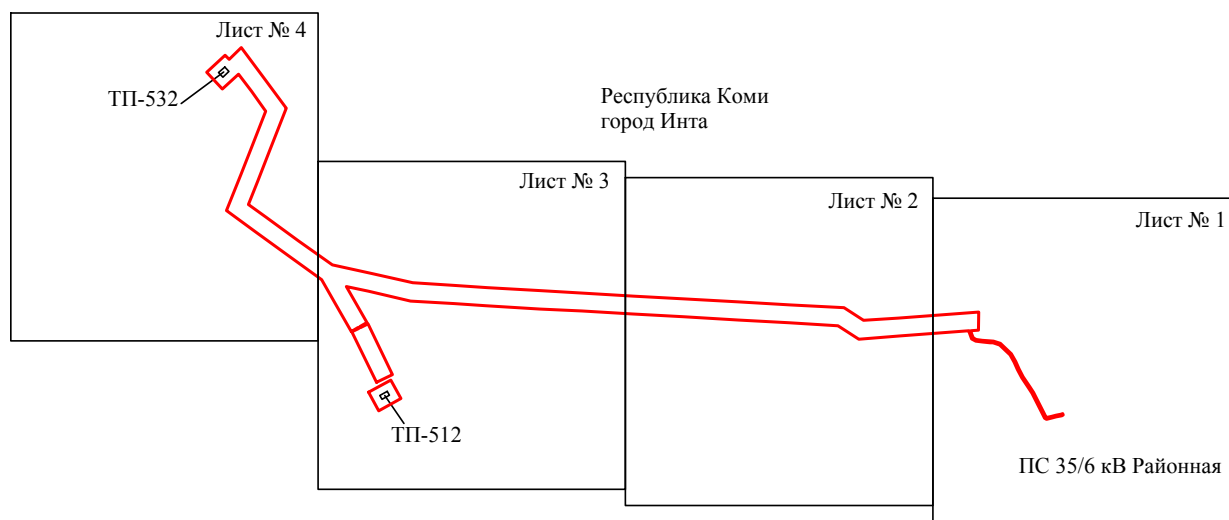 Лист № 4
ТП-532
Республика Коми
город Инта
Лист № 3
Лист № 2
Лист № 1
ТП-512
ПС 35/6 кВ Районная